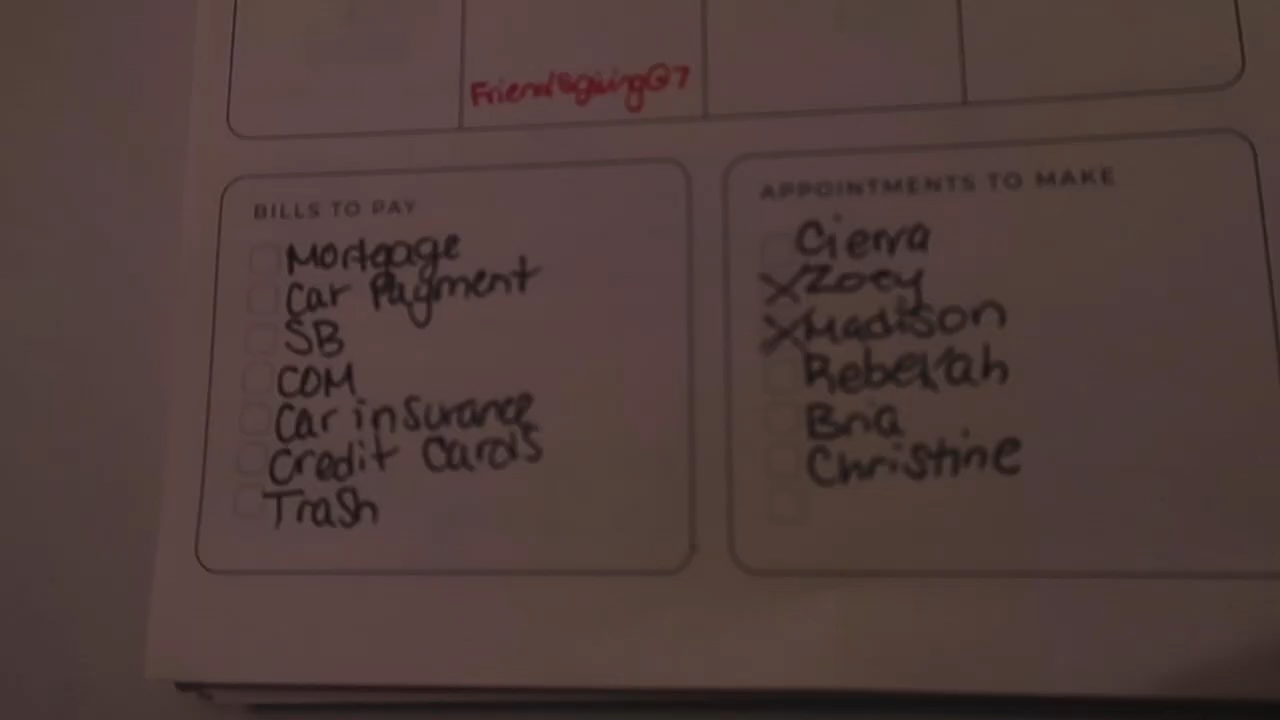 Friendsgiving@7
BILLS TO PAY
Mortgage
Car Payment
SB
COM
Car insurance
Credit Cards
Trash
APPOINTMENTS TO MAKE
Cierra
Zoey
Madison
Rebekah
Bria
Christine